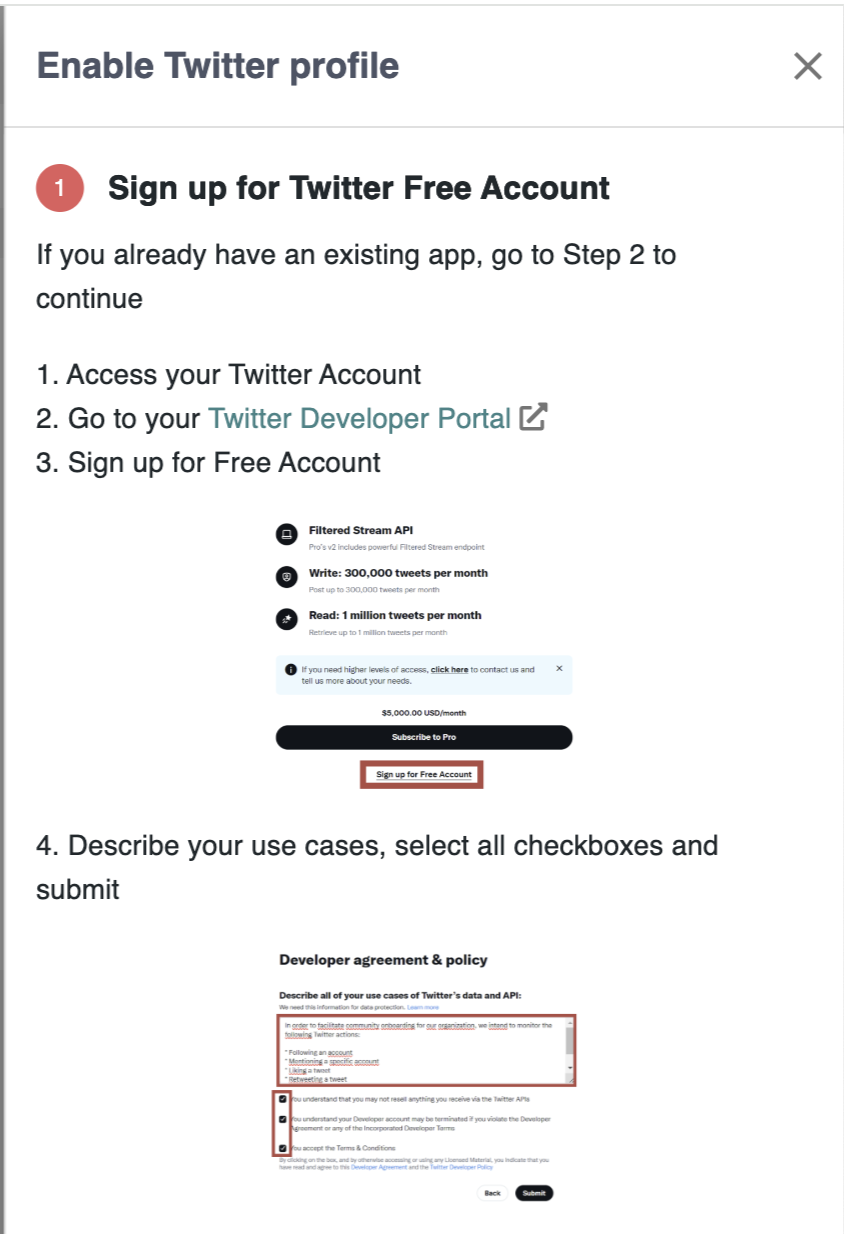 Enable Twitter profile
1 Sign up for Twitter Free Account
If you already have an existing app, go to Step 2 to
continue
1. Access your Twitter Account
2. Go to your Twitter Developer Portal
3. Sign up for Free Account
Filtered Stream API
Pro's v2 includes powerful Filtered Stream endpoint
Write: 300,000 tweets per month
Post up to 300,000 tweets per month
Read: 1 million tweets per month
Retrieve up to 1 million tweets per month
If you need higher levels of access, click here to contact us and
tell us more about your needs.
$5,000.00 USD/month
Subscribe to Pro
Sign up for Free Account
4. Describe your use cases, select all checkboxes and
submit
Developer agreement & policy
Describe all of your use cases of Twitter's data and API:
We need this information for data protection. Learn more
In order to facilitate community onboarding for our organization, we intend to monitor the
following Twitter actions:
* Following an account
* Mentioning a specific account
* Liking a tweet
* Retweeting a tweet
You understand that you may not resell anything you receive via the Twitter APIs
You understand your Developer account may be terminated if you violate the Developer
Agreement or any of the Incorporated Developer Terms
You accept the Terms & Conditions
By clicking on the box, and by otherwise accessing or using any Licensed Material, you indicate that you
have read and agree to this Developer Agreement and the Twitter Developer Policy
Back Submit